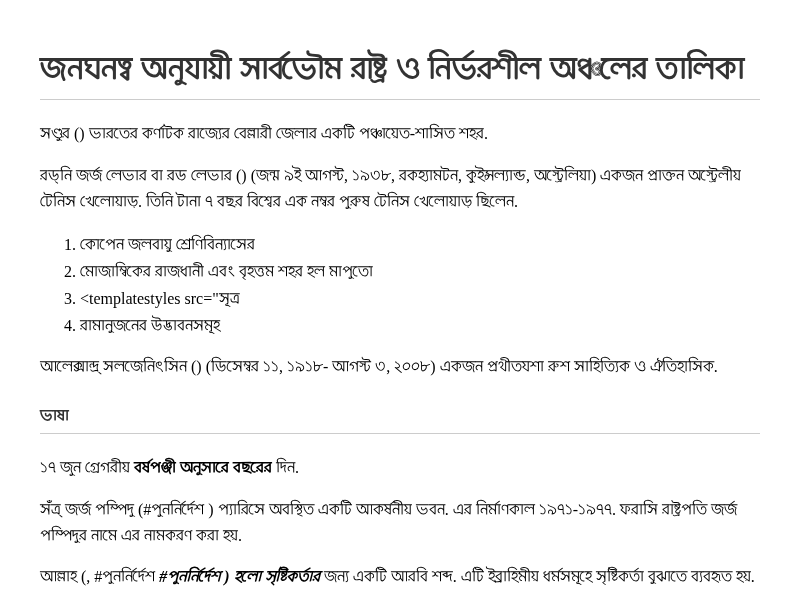 জনঘনত্ব অনুযায়ী সার্বভৌম রাষ্ট্র ও নির্ভরশীল অঞ্চলের তালিকা
সণ্ডুর () ভারতের কর্ণাটক রাজ্যের বেল্লারী জেলার একটি পঞ্চায়েত-শাসিত শহর.
রড্‌নি জর্জ লেভার বা রড লেভার () (জন্ম ৯ই আগস্ট, ১৯৩৮, রকহ্যামটন, কুইন্সল্যান্ড, অস্ট্রেলিয়া) একজন প্রাক্তন অস্ট্রেলীয়
টেনিস খেলোয়াড়. তিনি টানা ৭ বছর বিশ্বের এক নম্বর পুরুষ টেনিস খেলোয়াড় ছিলেন.
1. কোপেন জলবায়ু শ্রেণিবিন্যাসের
2. মোজাম্বিকের রাজধানী এবং বৃহত্তম শহর হল মাপুতো
3. <templatestyles src="সূত্র
4. রামানুজনের উদ্ভাবনসমূহ
আলেক্সান্দ্র্ সলজেনিৎসিন () (ডিসেম্বর ১১, ১৯১৮- আগস্ট ৩, ২০০৮) একজন প্রথীতযশা রুশ সাহিত্যিক ও ঐতিহাসিক.
ভাষা
১৭ জুন গ্রেগরীয় বর্ষপঞ্জী অনুসারে বছরের দিন.
সঁত্র্ জর্জ পম্পিদু (#পুনর্নির্দেশ ) প্যারিসে অবস্থিত একটি আকর্ষনীয় ভবন. এর নির্মাণকাল ১৯৭১-১৯৭৭. ফরাসি রাষ্ট্রপতি জর্জ
পম্পিদুর নামে এর নামকরণ করা হয়.
আল্লাহ (, #পুনর্নির্দেশ #পুনর্নির্দেশ ) হলো সৃষ্টিকর্তার জন্য একটি আরবি শব্দ. এটি ইব্রাহিমীয় ধর্মসমূহে সৃষ্টিকর্তা বুঝাতে ব্যবহৃত হয়.